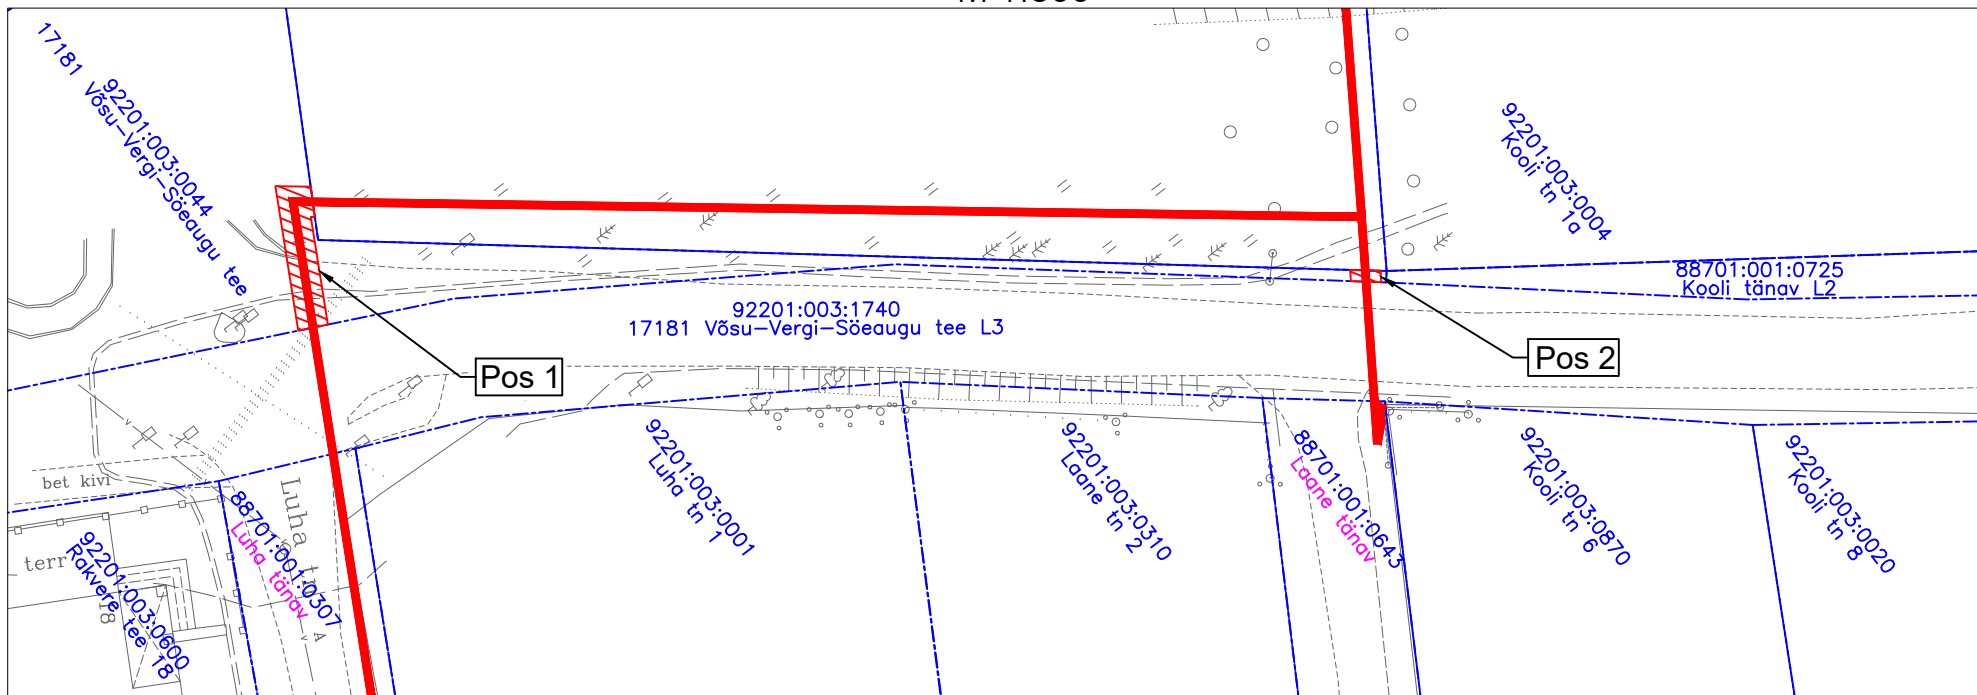 92201:003:0044
17181 Võsu-Vergi-Söeaugu tee
92201:003:0004
Kooli tn 1a
88701:001:0725
Kooli tänav L2
92201:003:1740
17181 Võsu-Vergi-Söeaugu tee L3
Pos 1
Pos 2
bet kivi
Luha tn
A
terr
18
92201:003:0600
Rakvere tee 18
88701:001:0307
Luha tänav
92201:003:0001
Luha tn 1
92201:003:0310
Laane tn 2
88701:001:0643
Laane tänav
92201:003:0870
Kooli tn 6
92201:003:0020
Kooli tn 8